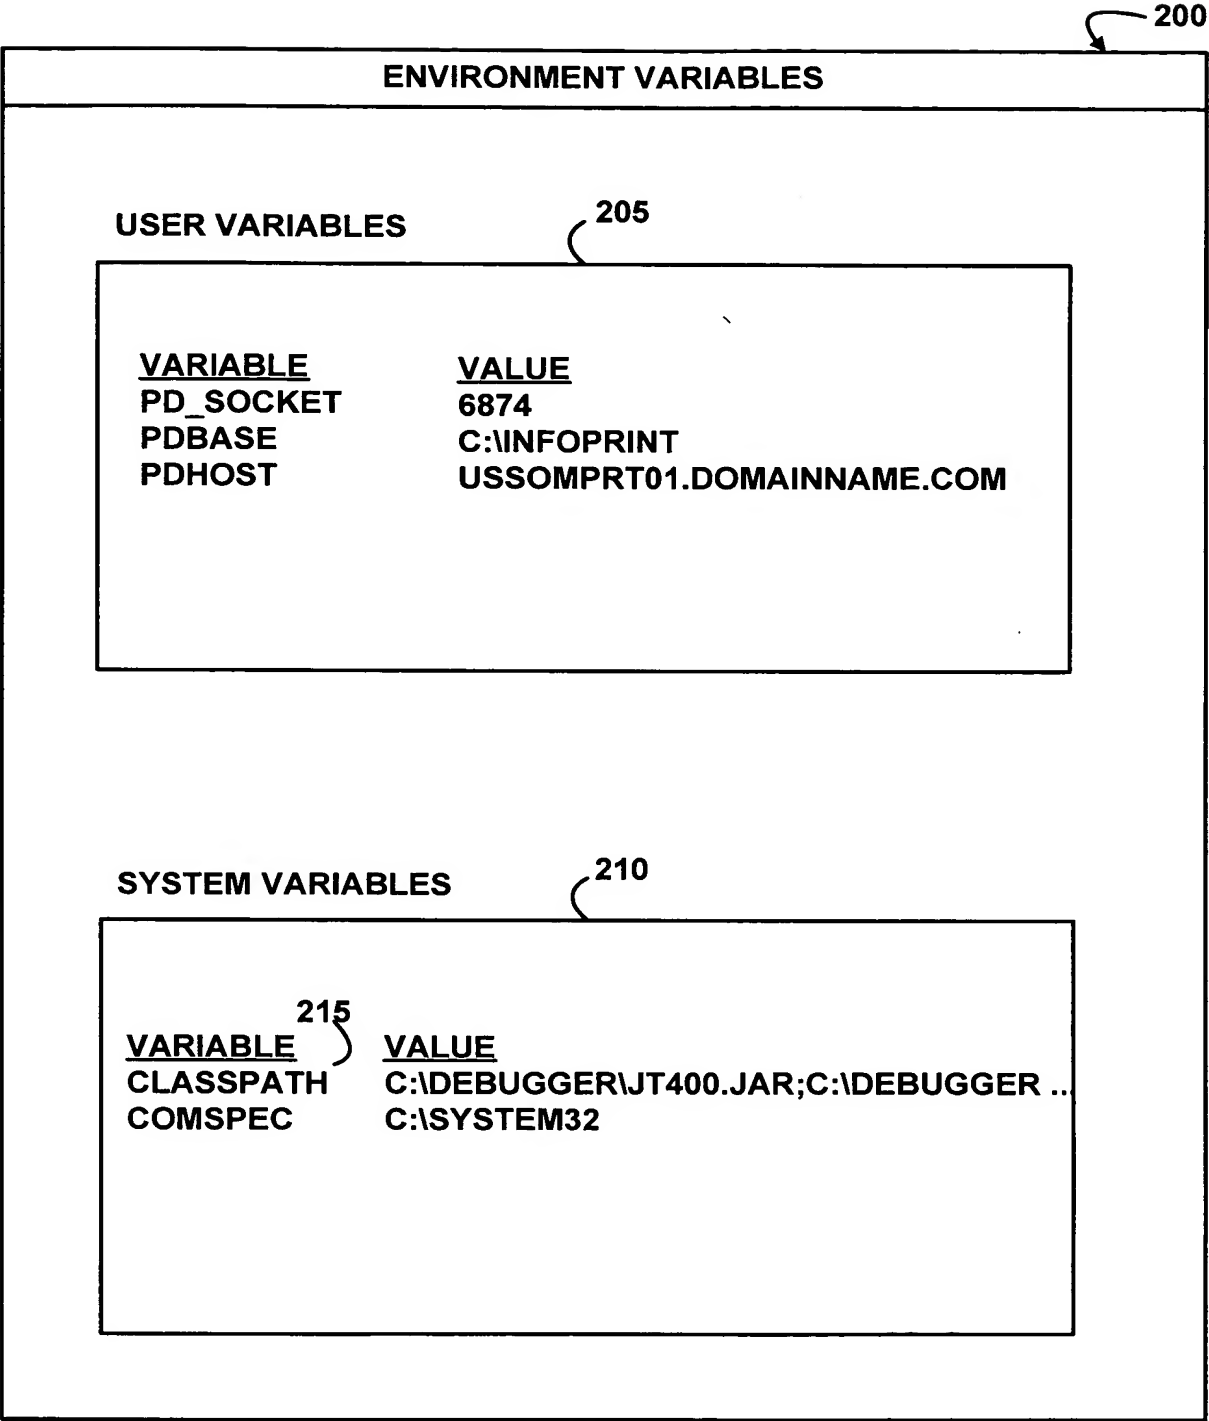 200
ENVIRONMENT VARIABLES
USER VARIABLES 205
VARIABLE VALUE
PD_SOCKET 6874
PDBASE C:\INFOPRINT
PDHOST USSOMPRT01.DOMAINNAME.COM
SYSTEM VARIABLES 210
215
VARIABLE VALUE
CLASSPATH C:\DEBUGGER\JT400.JAR;C:\DEBUGGER ...
COMSPEC C:\SYSTEM32